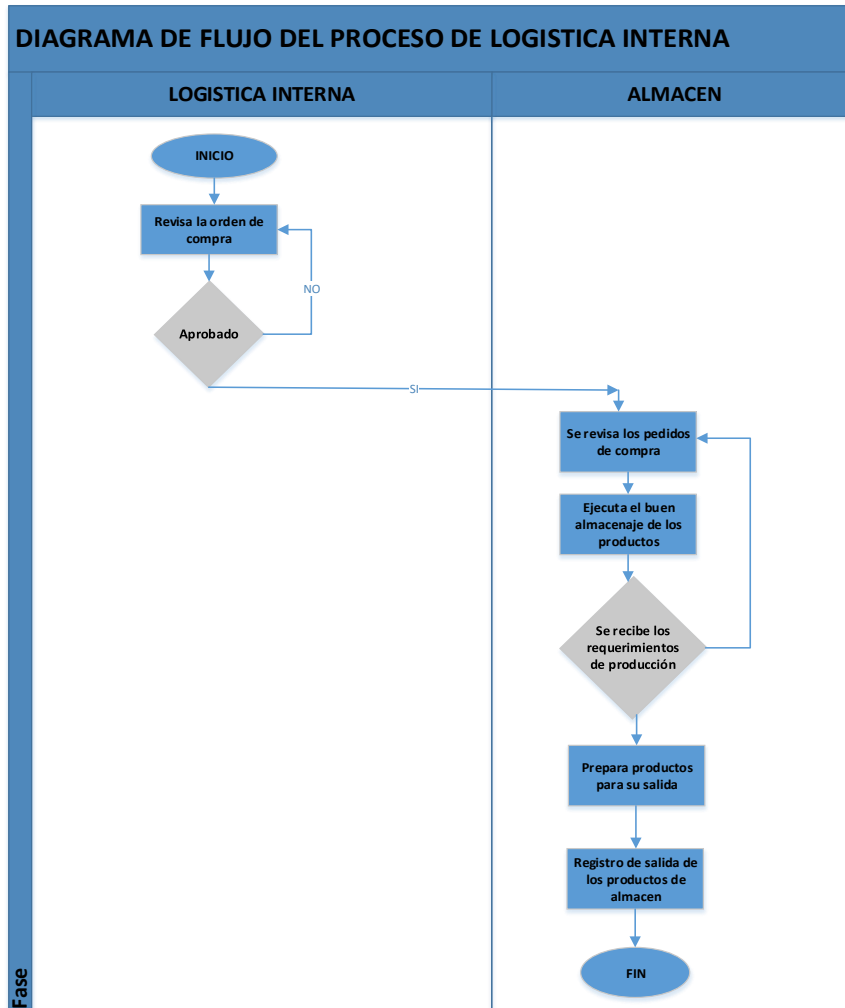 DIAGRAMA DE FLUJO DEL PROCESO DE LOGISTICA INTERNA
LOGISTICA INTERNA
ALMACEN
INICIO
Revisa la orden de
compra
NO
Aprobado
SI
Se revisa los pedidos
de compra
Ejecuta el buen
almacenaje de los
productos
Se recibe los
requerimientos
de producción
Prepara productos
para su salida
Registro de salida de
los productos de
almacen
FIN
Fase